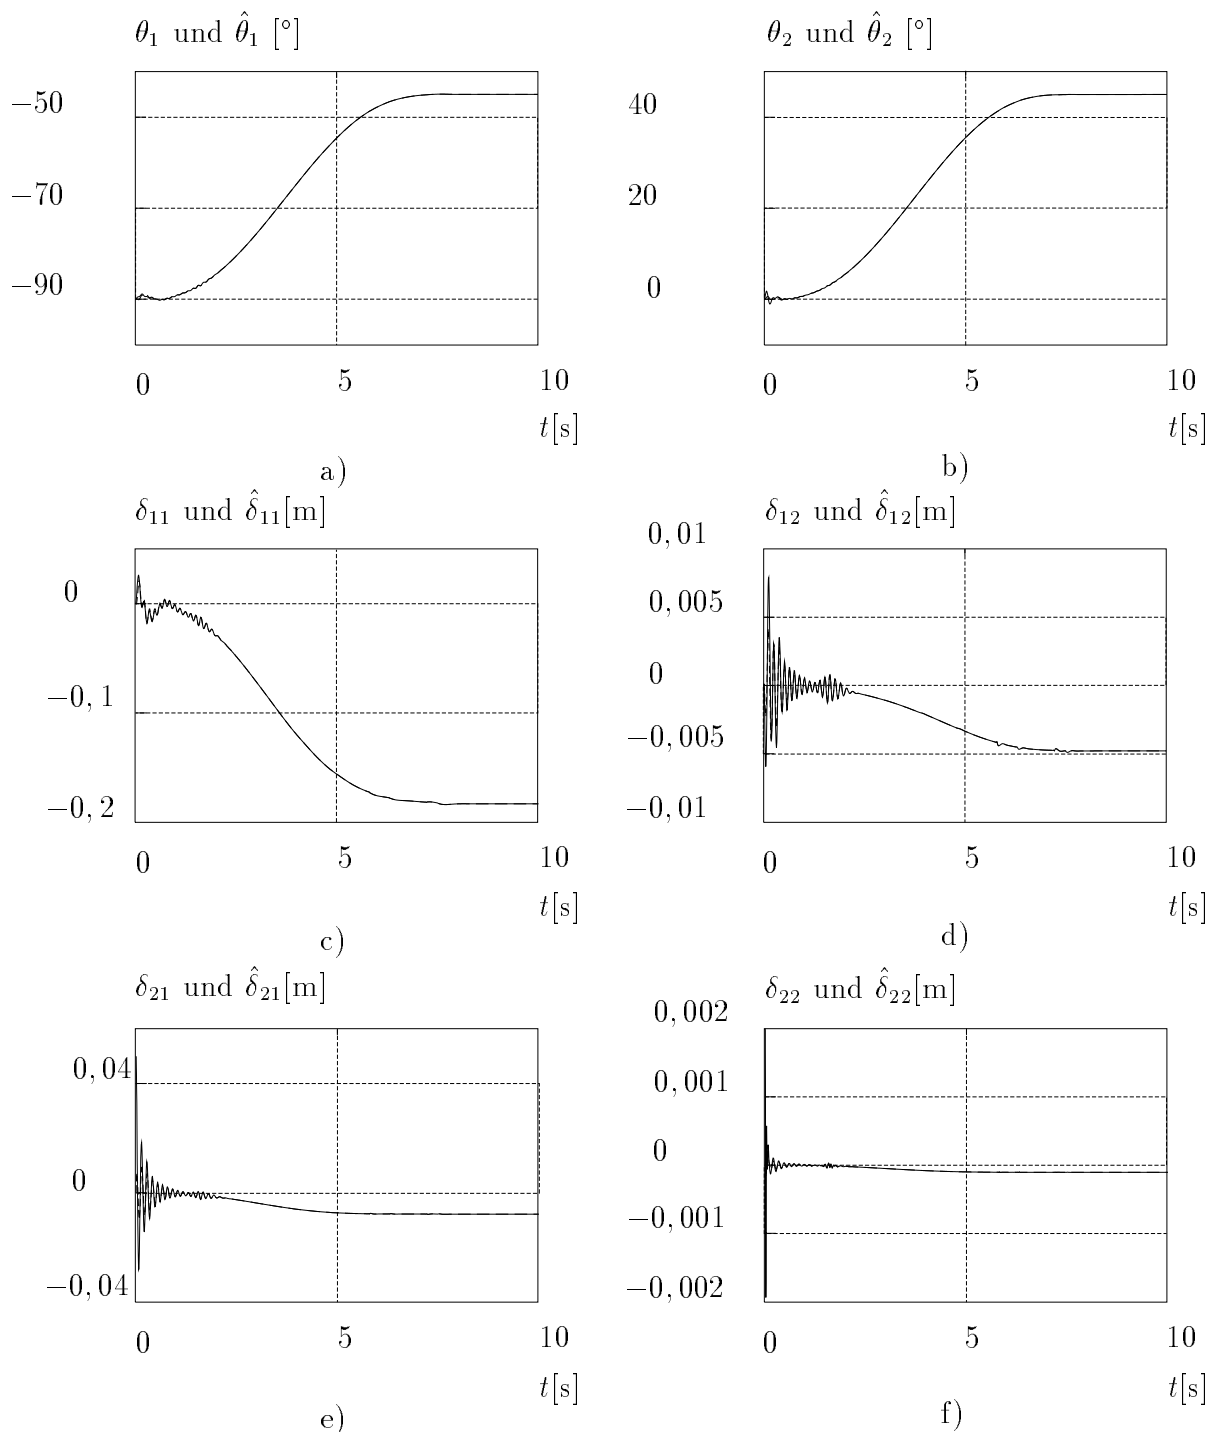 θ₁ und θ̂₁ [°]
−50
−70
−90
0 5 10
t[s]
a)
θ₂ und θ̂₂ [°]
40
20
0
0 5 10
t[s]
b)
δ₁₁ und δ̂₁₁[m]
0
−0,1
−0,2
0 5 10
t[s]
c)
δ₁₂ und δ̂₁₂[m]
0,01
0,005
0
−0,005
−0,01
0 5 10
t[s]
d)
δ₂₁ und δ̂₂₁[m]
0,04
0
−0,04
0 5 10
t[s]
e)
δ₂₂ und δ̂₂₂[m]
0,002
0,001
0
−0,001
−0,002
0 5 10
t[s]
f)